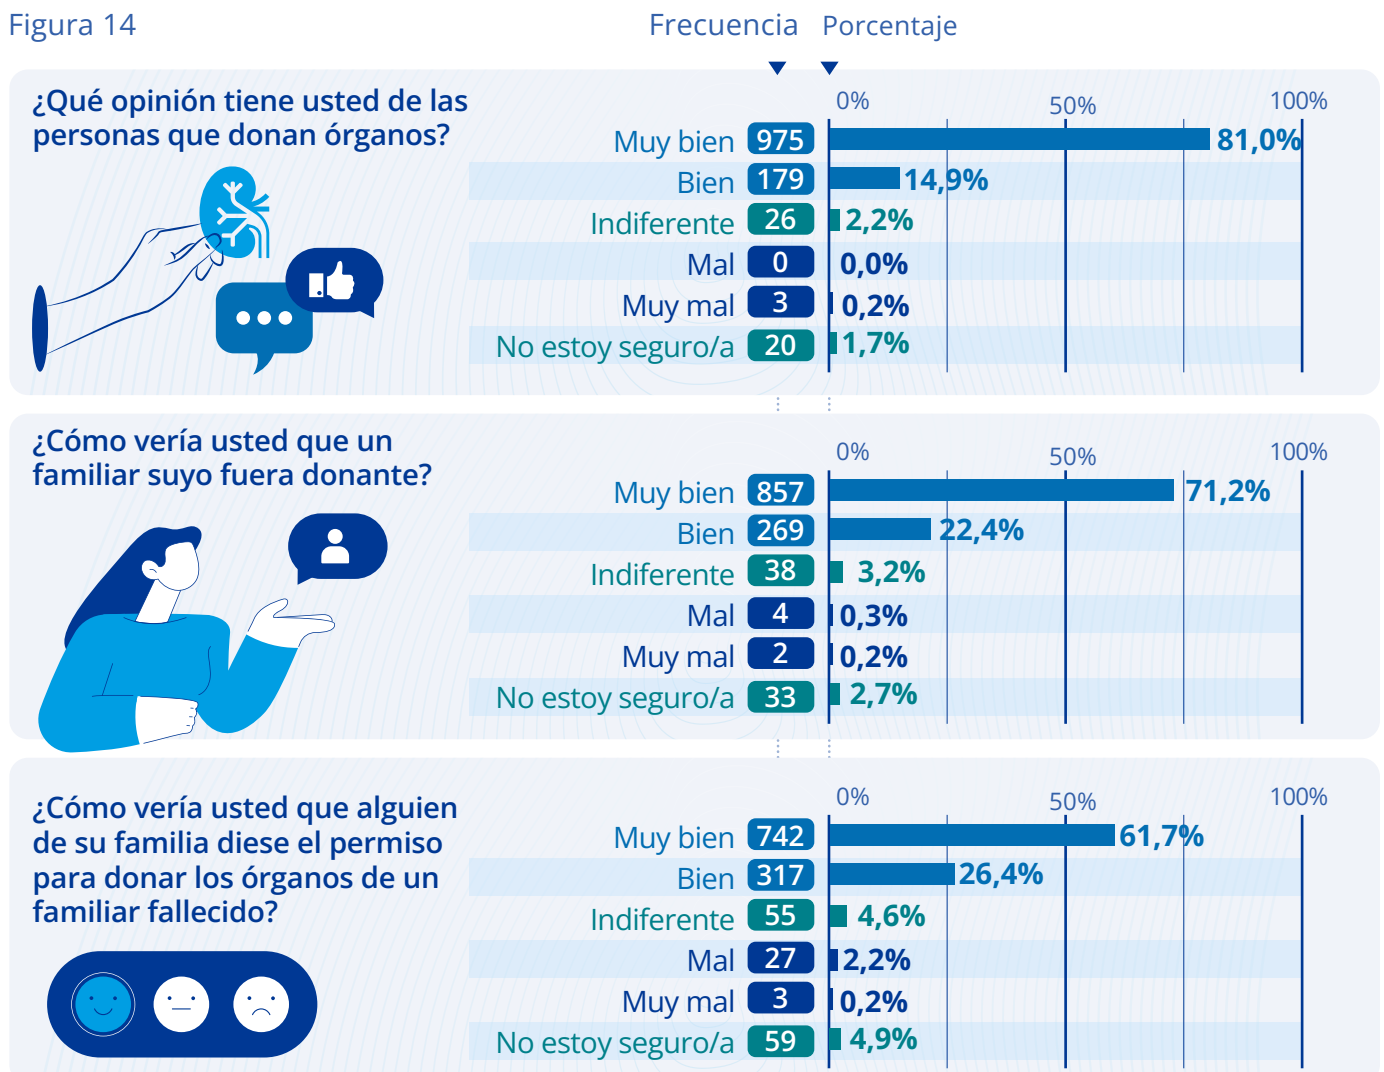 Figura 14
Frecuencia Porcentaje
¿Qué opinión tiene usted de las
personas que donan órganos?
0% 50% 100%
Muy bien 975 81,0%
Bien 179 14,9%
Indiferente 26 2,2%
Mal 0 0,0%
Muy mal 3 0,2%
No estoy seguro/a 20 1,7%
¿Cómo vería usted que un
familiar suyo fuera donante?
0% 50% 100%
Muy bien 857 71,2%
Bien 269 22,4%
Indiferente 38 3,2%
Mal 4 0,3%
Muy mal 2 0,2%
No estoy seguro/a 33 2,7%
¿Cómo vería usted que alguien
de su familia diese el permiso
para donar los órganos de un
familiar fallecido?
0% 50% 100%
Muy bien 742 61,7%
Bien 317 26,4%
Indiferente 55 4,6%
Mal 27 2,2%
Muy mal 3 0,2%
No estoy seguro/a 59 4,9%